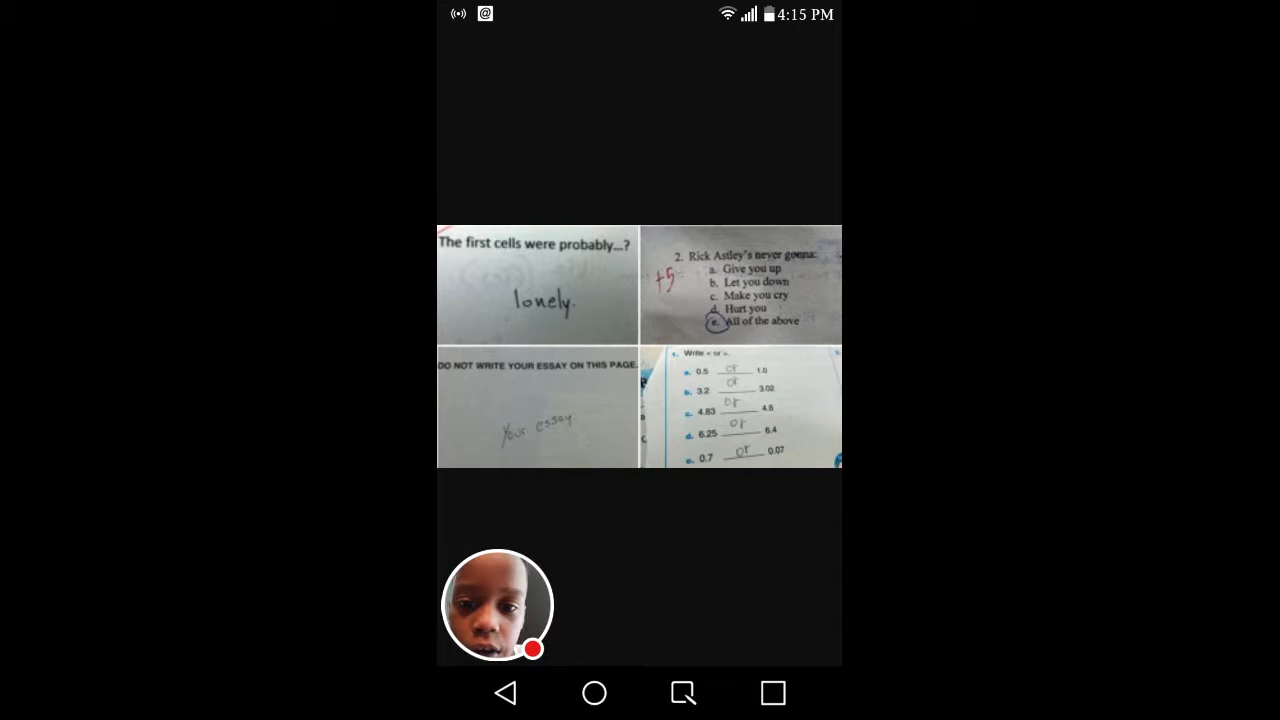 4:15 PM
The first cells were probably...?
lonely.
2. Rick Astley's never gonna:
+5
a. Give you up
b. Let you down
c. Make you cry
d. Hurt you
e. All of the above
DO NOT WRITE YOUR ESSAY ON THIS PAGE.
Your essay
1. Write < or >.
a. 0.5 or 1.0
b. 3.2 or 3.02
c. 4.83 or 4.8
d. 6.25 or 6.4
e. 0.7 or 0.07